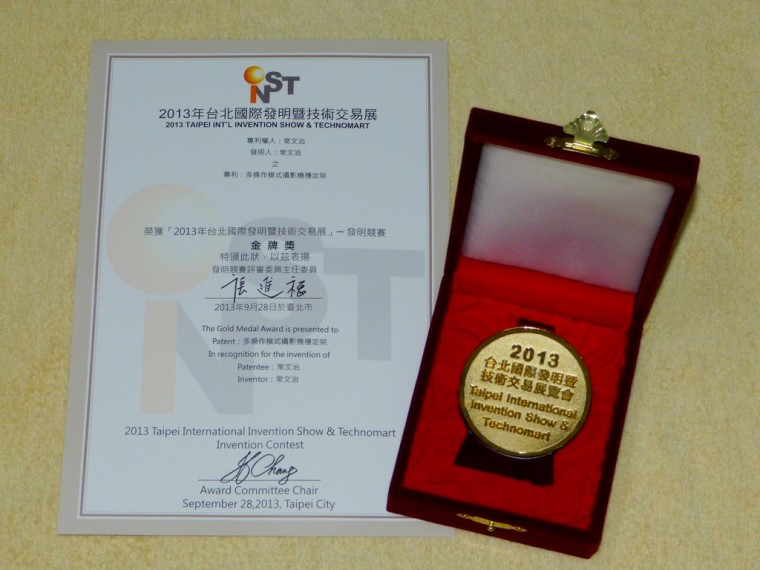 iNST
2013年台北國際發明暨技術交易展
2013 TAIPEI INT'L INVENTION SHOW & TECHNOMART
專利權人：常文治
發明人：常文治
之
專利：多操作模式攝影機穩定架
榮獲「2013年台北國際發明暨技術交易展」－發明競賽
金牌獎
特頒此狀、以茲表揚
發明競賽評審委員主任委員
張進福
2013年9月28日於臺北市
The Gold Medal Award is presented to
Patent：多操作模式攝影機穩定架
In recognition for the invention of
Patentee：常文治
Inventor：常文治
2013 Taipei International Invention Show & Technomart
Invention Contest
Award Committee Chair
September 28,2013, Taipei City
2013
台北國際發明暨
技術交易展覽會
Taipei International
Invention Show &
Technomart